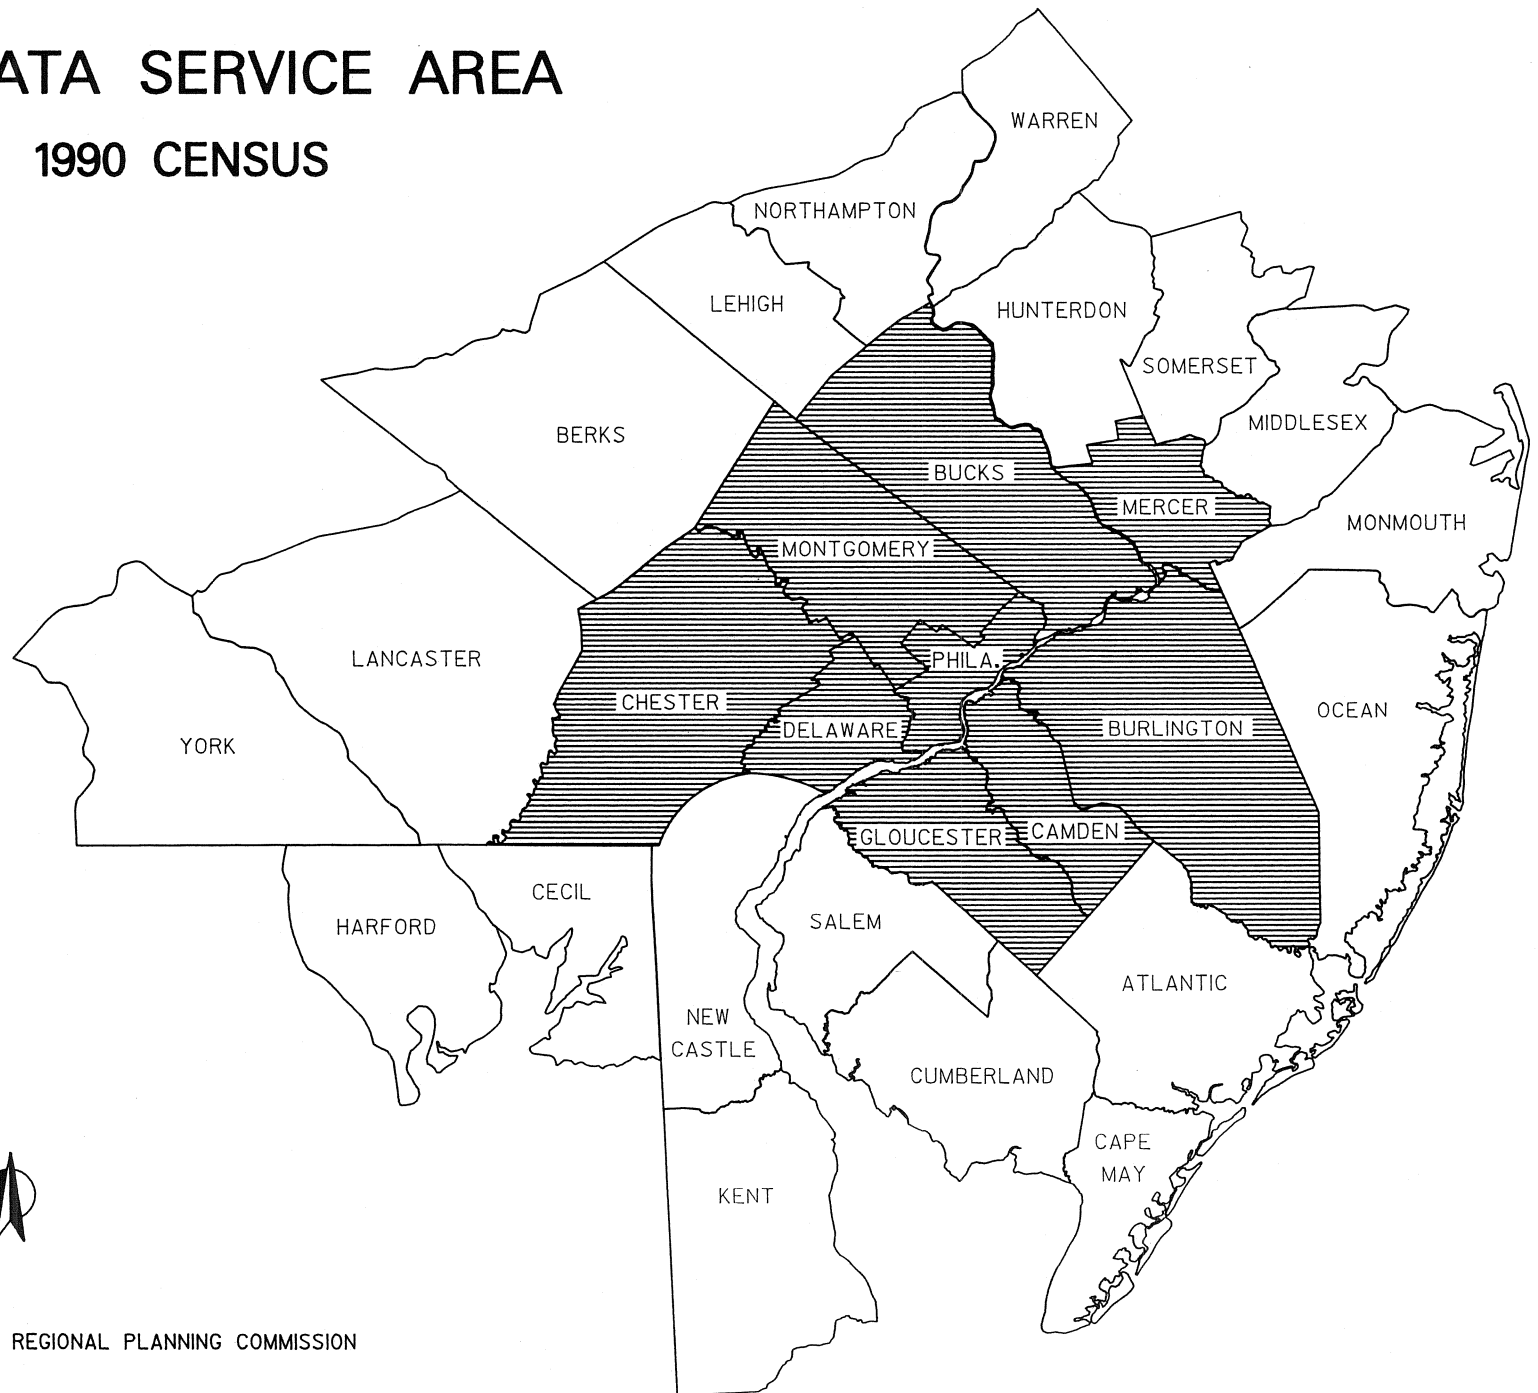 ATA SERVICE AREA
1990 CENSUS
WARREN
NORTHAMPTON
LEHIGH
HUNTERDON
SOMERSET
MIDDLESEX
BERKS
BUCKS
MERCER
MONMOUTH
MONTGOMERY
LANCASTER
PHILA.
CHESTER
DELAWARE
BURLINGTON
OCEAN
YORK
GLOUCESTER
CAMDEN
CECIL
HARFORD
SALEM
ATLANTIC
NEW
CASTLE
CUMBERLAND
CAPE
MAY
KENT
REGIONAL PLANNING COMMISSION